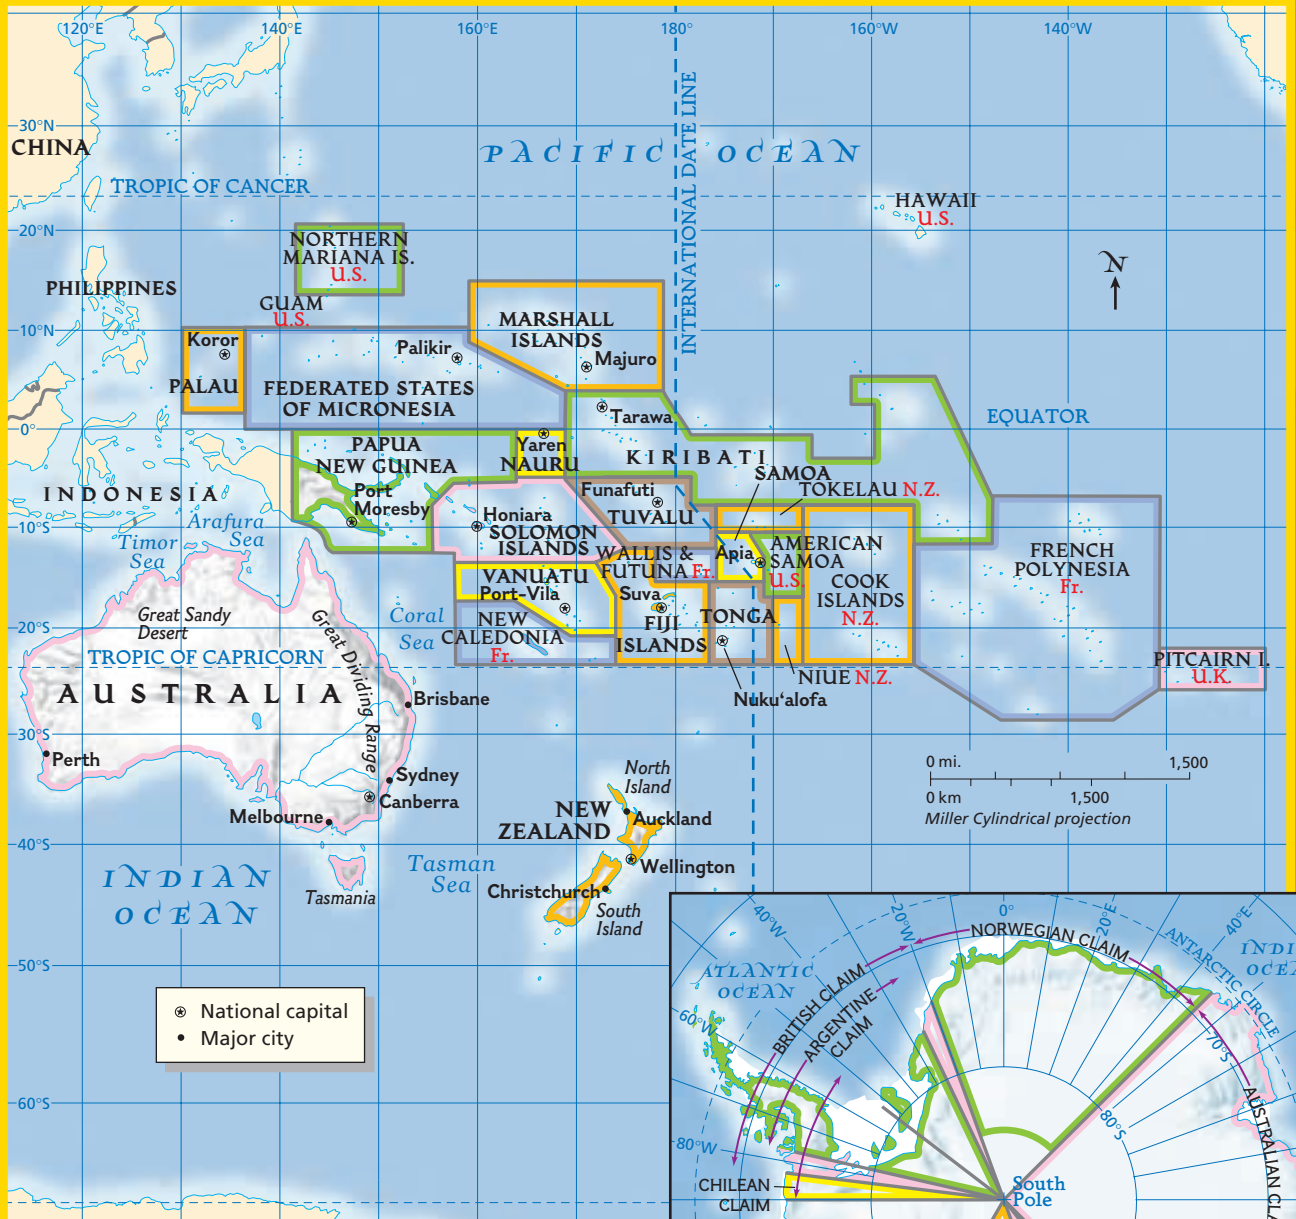 120°E
140°E
160°E
180°
160°W
140°W
30°N
CHINA
PACIFIC OCEAN
INTERNATIONAL DATE LINE
TROPIC OF CANCER
HAWAII
U.S.
20°N
NORTHERN
MARIANA IS.
U.S.
N
PHILIPPINES
GUAM
U.S.
10°N
MARSHALL
ISLANDS
Majuro
Koror
PALAU
Palikir
FEDERATED STATES
OF MICRONESIA
Tarawa
EQUATOR
0°
PAPUA
NEW GUINEA
Port
Moresby
Yaren
NAURU
KIRIBATI
SAMOA
TOKELAU N.Z.
INDONESIA
Funafuti
TUVALU
Honiara
SOLOMON
ISLANDS
10°S
Arafura
Sea
Timor
Sea
WALLIS &
FUTUNA Fr.
Apia
AMERICAN
SAMOA
U.S.
COOK
ISLANDS
N.Z.
FRENCH
POLYNESIA
Fr.
VANUATU
Port-Vila
Suva
FIJI
ISLANDS
TONGA
Great Sandy
Desert
Great Dividing Range
Coral
Sea
NEW
CALEDONIA
Fr.
20°S
TROPIC OF CAPRICORN
NIUE N.Z.
Nuku‘alofa
PITCAIRN I.
U.K.
AUSTRALIA
Brisbane
30°S
Perth
Sydney
Canberra
Melbourne
North
Island
NEW
ZEALAND
Auckland
Wellington
Christchurch
South
Island
0 mi.
1,500
0 km
1,500
Miller Cylindrical projection
40°S
Tasman
Sea
Tasmania
INDIAN
OCEAN
50°S
National capital
Major city
60°S
40°W
20°W
0°
20°E
40°E
NORWEGIAN CLAIM
ANTARCTIC CIRCLE
ATLANTIC
OCEAN
BRITISH CLAIM
ARGENTINE
CLAIM
60°W
70°S
80°S
80°W
CHILEAN
CLAIM
South
Pole
AUSTRALIAN